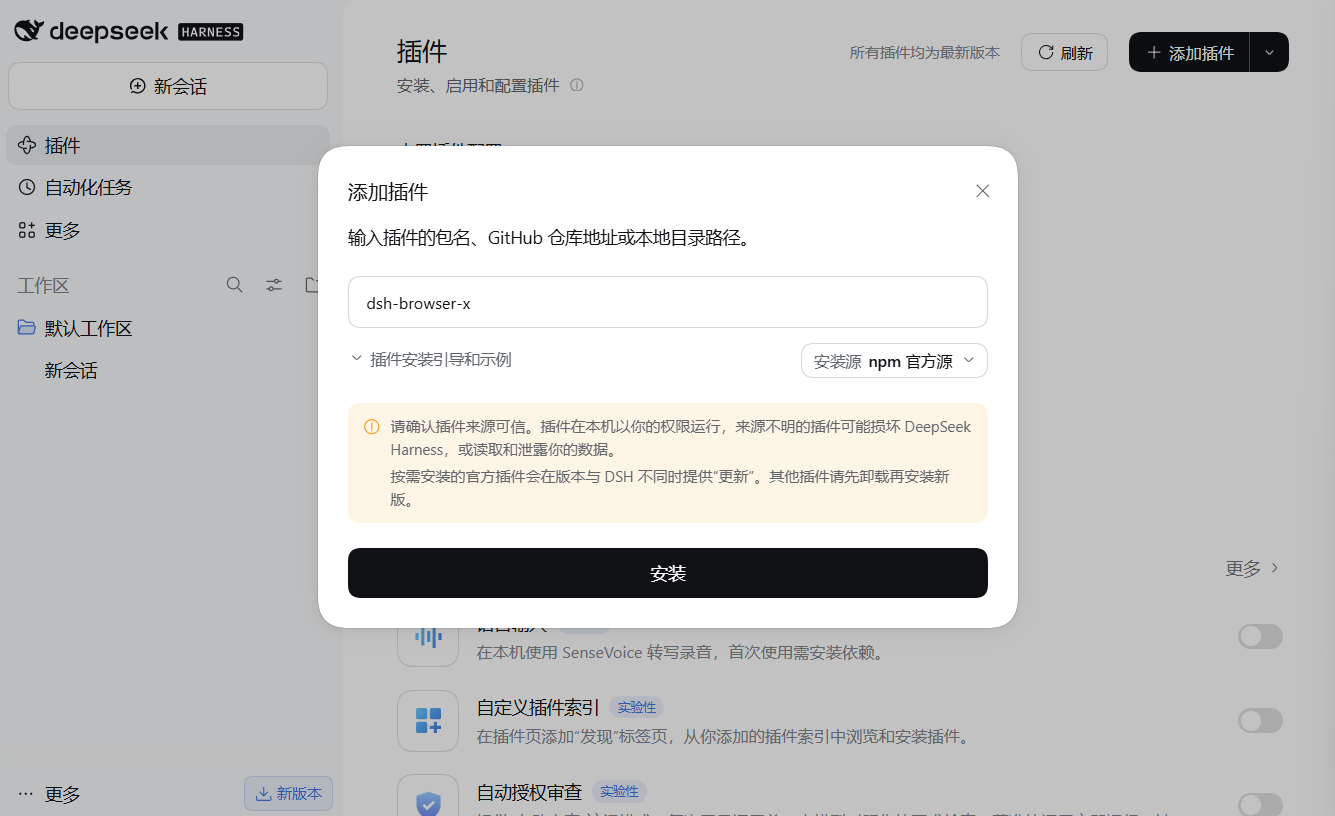 deepseek HARNESS
新会话
插件
自动化任务
更多
工作区
默认工作区
新会话
更多
新版本
插件
安装、启用和配置插件
所有插件均为最新版本
刷新
添加插件
添加插件
输入插件的包名、GitHub 仓库地址或本地目录路径。
dsh-browser-x
插件安装引导和示例
安装源 npm 官方源
请确认插件来源可信。插件在本机以你的权限运行，来源不明的插件可能损坏 DeepSeek
Harness，或读取和泄露你的数据。
按需安装的官方插件会在版本与 DSH 不同时提供“更新”。其他插件请先卸载再安装新
版。
安装
更多
在本机使用 SenseVoice 转写录音，首次使用需安装依赖。
自定义插件索引 实验性
在插件页添加“发现”标签页，从你添加的插件索引中浏览和安装插件。
自动授权审查 实验性